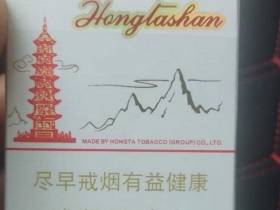 Hongtashan
MADE BY HONGTA TOBACCO (GROUP) CO., LTD.
尽早戒烟有益健康